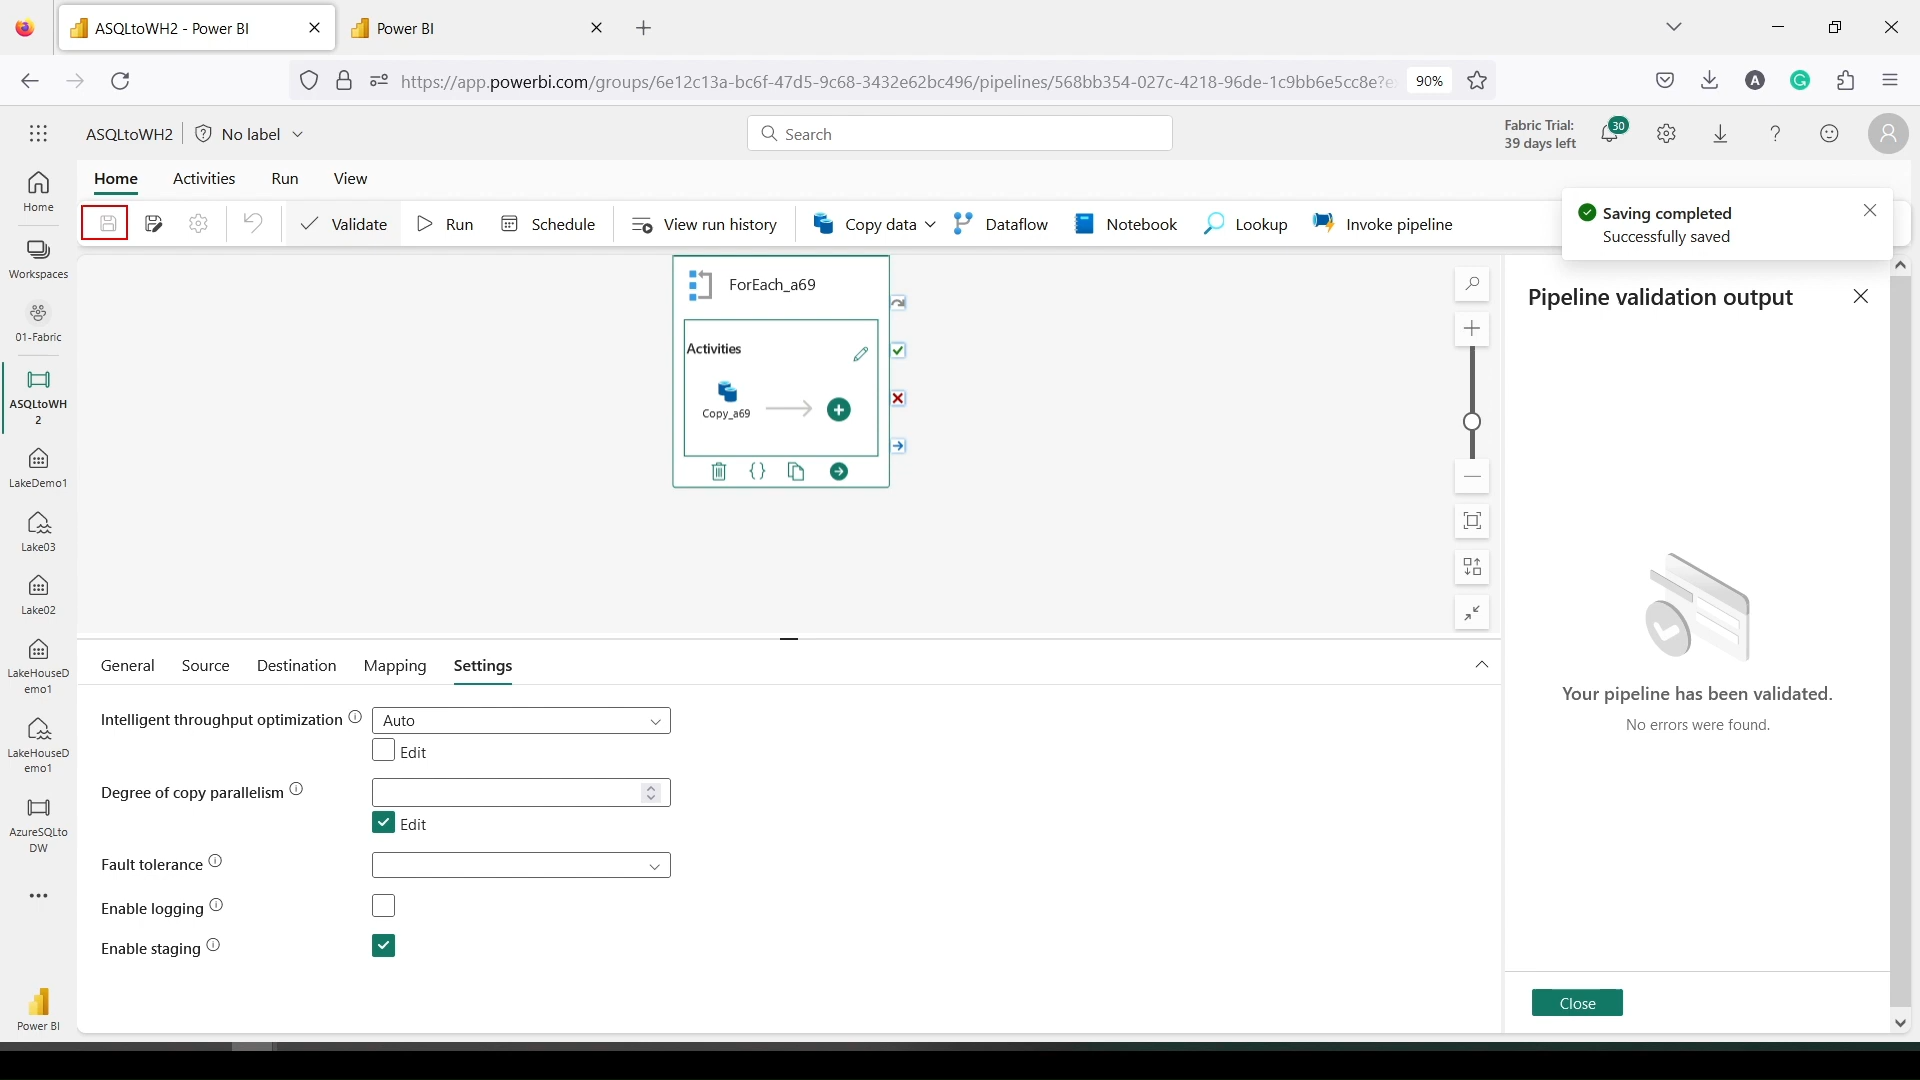 ASQLtoWH2 - Power BI
Power BI
https://app.powerbi.com/groups/6e12c13a-bc6f-47d5-9c68-3432e62bc496/pipelines/568bb354-027c-4218-96de-1c9bb6e5cc8e?e
90%
A
ASQLtoWH2
No label
Search
Fabric Trial:
39 days left
30
Home
Activities
Run
View
Validate
Run
Schedule
View run history
Copy data
Dataflow
Notebook
Lookup
Invoke pipeline
Saving completed
Successfully saved
Home
Workspaces
01-Fabric
ASQLtoWH
2
LakeDemo1
Lake03
Lake02
LakeHouseD
emo1
LakeHouseD
emo1
AzureSQLto
DW
Power BI
ForEach_a69
Activities
Copy_a69
General
Source
Destination
Mapping
Settings
Intelligent throughput optimization
Auto
Edit
Degree of copy parallelism
Edit
Fault tolerance
Enable logging
Enable staging
Pipeline validation output
Your pipeline has been validated.
No errors were found.
Close